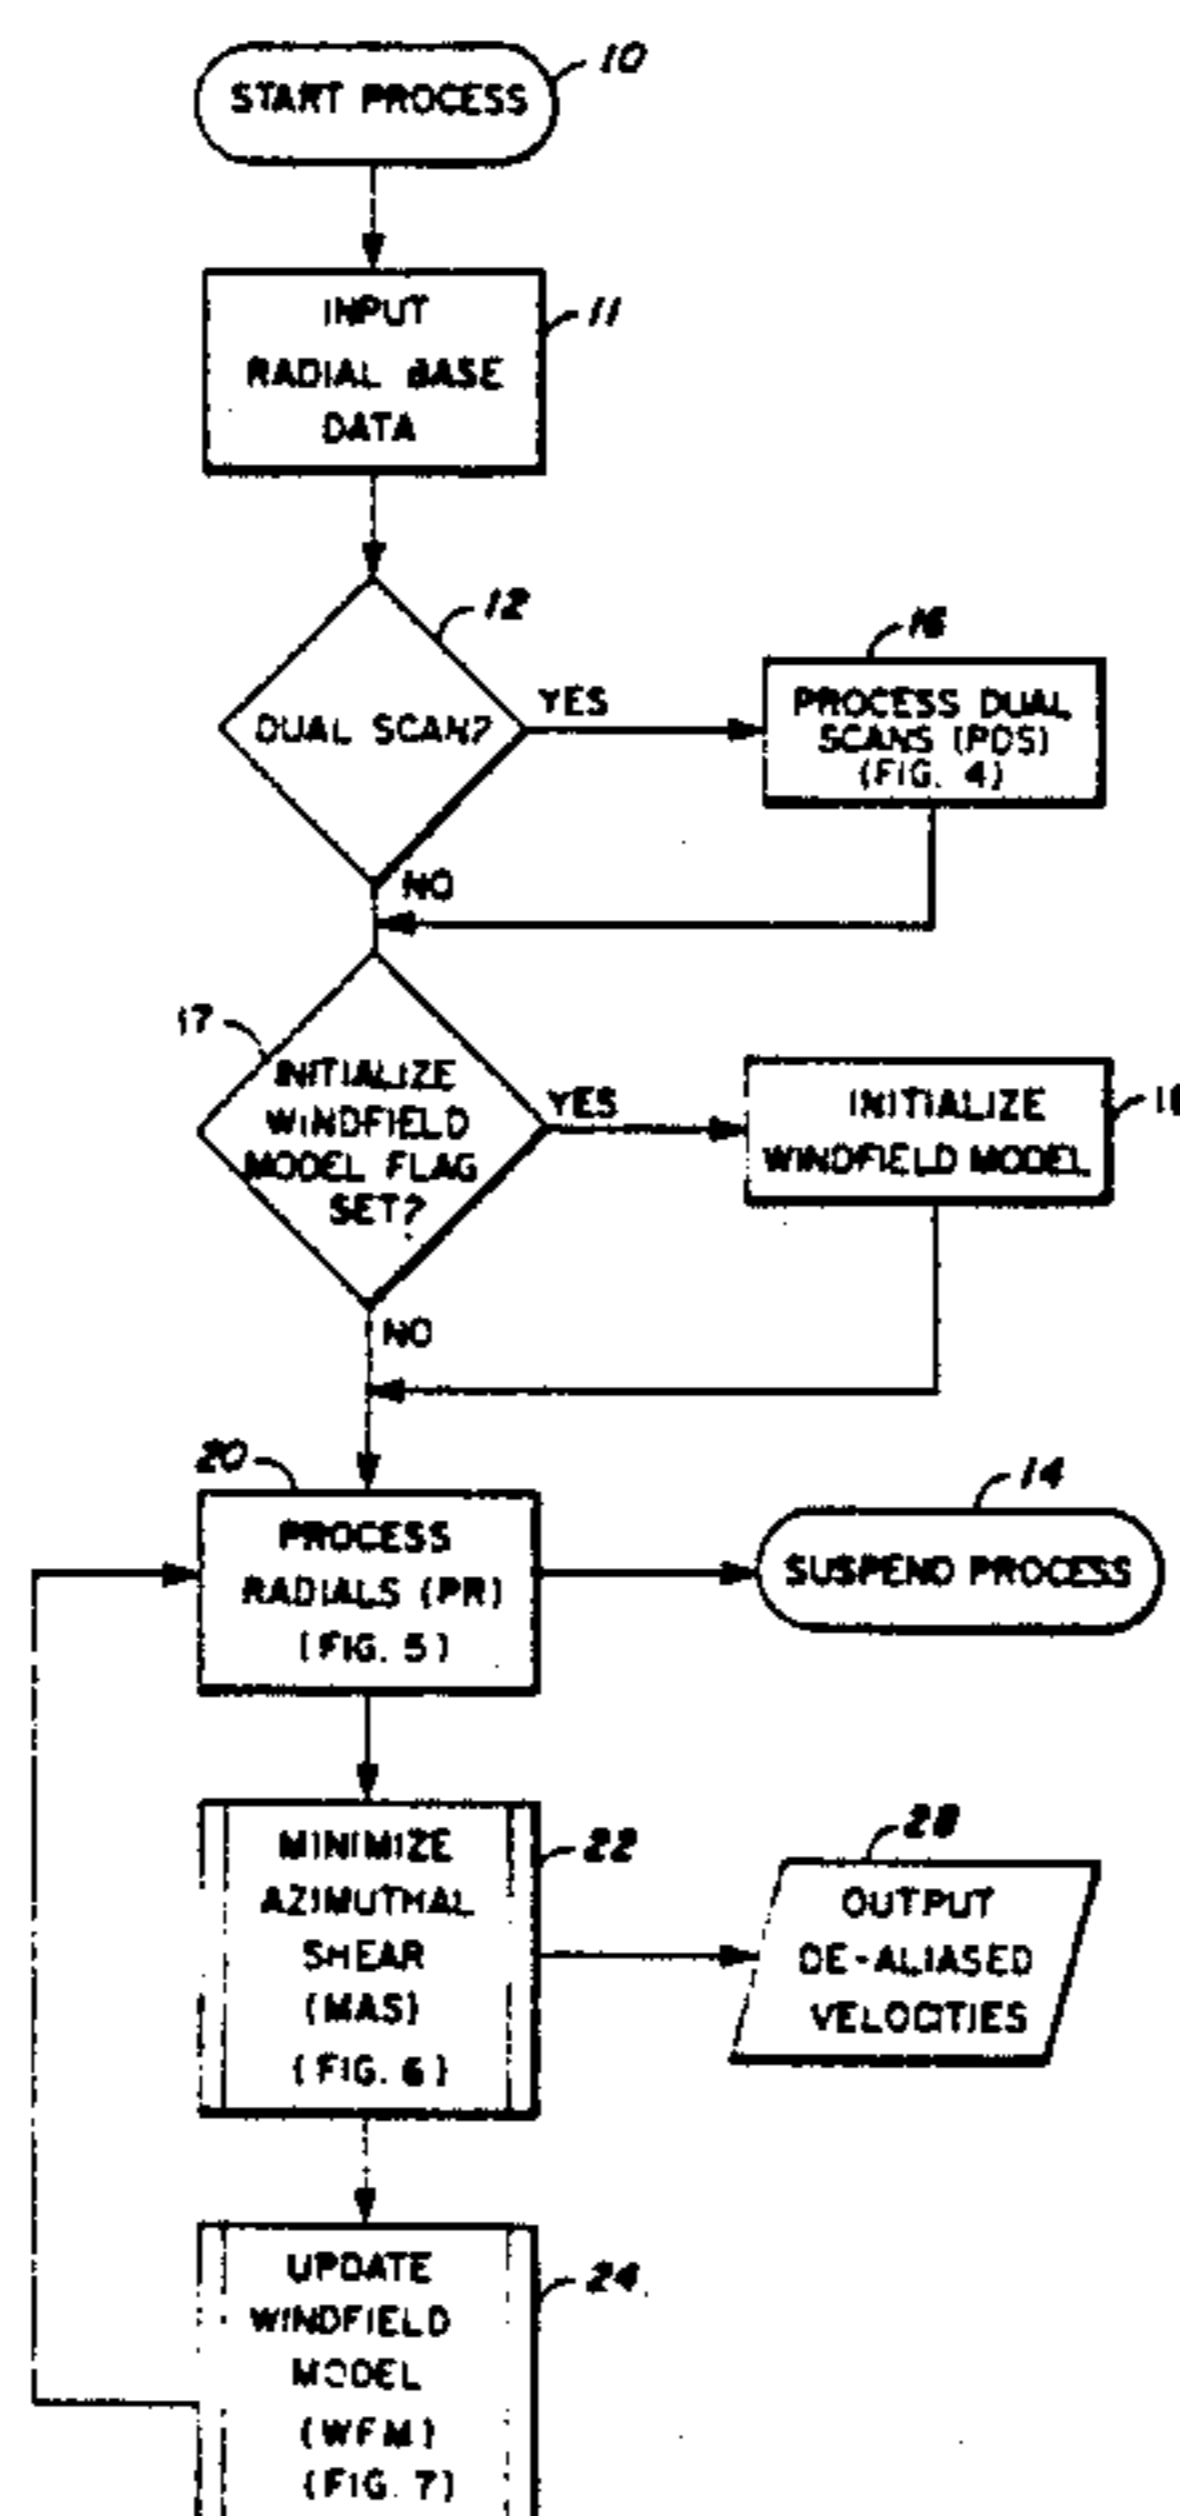 START PROCESS
10
INPUT
RADIAL BASE
DATA
11
12
DUAL SCAN?
YES
NO
16
PROCESS DUAL
SCANS (PDS)
(FIG. 4)
17
INITIALIZE
WINDFIELD
MODEL FLAG
SET?
YES
NO
INITIALIZE
WINDFIELD MODEL
20
PROCESS
RADIALS (PR)
(FIG. 5)
14
SUSPEND PROCESS
MINIMIZE
AZIMUTHAL
SHEAR
(MAS)
(FIG. 6)
22
28
OUTPUT
DE-ALIASED
VELOCITIES
UPDATE
WINDFIELD
MODEL
(WFM)
(FIG. 7)
24